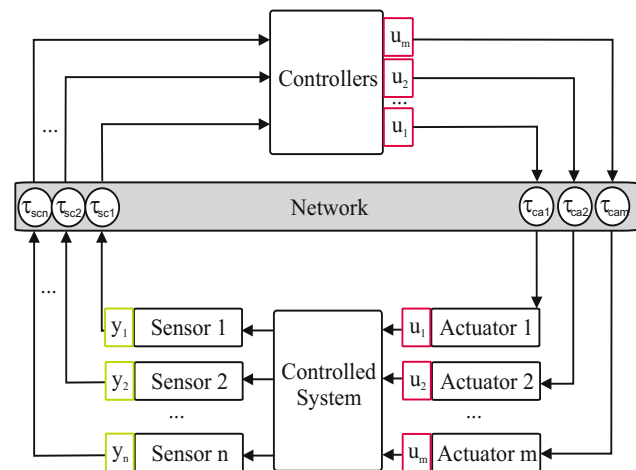 u_m
Controllers
u_2
...
...
u_1
τ_scn τ_sc2 τ_sc1 Network τ_ca1 τ_ca2 τ_cam
...
y_1 Sensor 1 u_1 Actuator 1
y_2 Sensor 2 Controlled System u_2 Actuator 2
... ...
y_n Sensor n u_m Actuator m